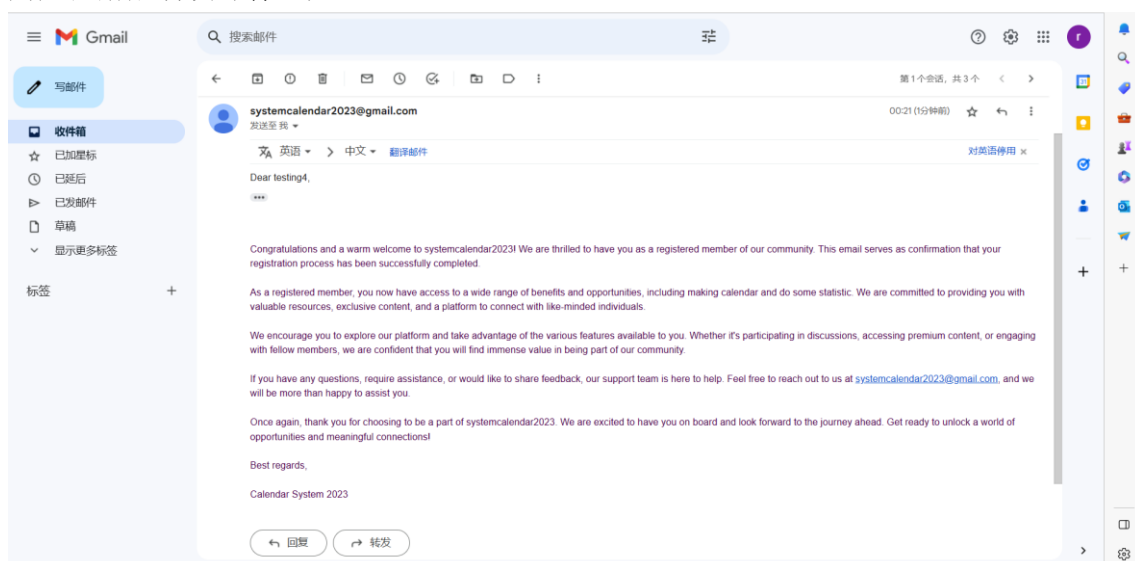 Gmail
搜索邮件
r
写邮件
第 1 个会话，共 3 个
收件箱
systemcalendar2023@gmail.com
00:21 (1分钟前)
发送至 我
已加星标
英语 > 中文 翻译邮件
对英语停用 ×
已延后
Dear testing4,
已发邮件
草稿
显示更多标签
标签 +
Congratulations and a warm welcome to systemcalendar2023! We are thrilled to have you as a registered member of our community. This email serves as confirmation that your
registration process has been successfully completed.
As a registered member, you now have access to a wide range of benefits and opportunities, including making calendar and do some statistic. We are committed to providing you with
valuable resources, exclusive content, and a platform to connect with like-minded individuals.
We encourage you to explore our platform and take advantage of the various features available to you. Whether it's participating in discussions, accessing premium content, or engaging
with fellow members, we are confident that you will find immense value in being part of our community.
If you have any questions, require assistance, or would like to share feedback, our support team is here to help. Feel free to reach out to us at systemcalendar2023@gmail.com, and we
will be more than happy to assist you.
Once again, thank you for choosing to be a part of systemcalendar2023. We are excited to have you on board and look forward to the journey ahead. Get ready to unlock a world of
opportunities and meaningful connections!
Best regards,
Calendar System 2023
回复
转发